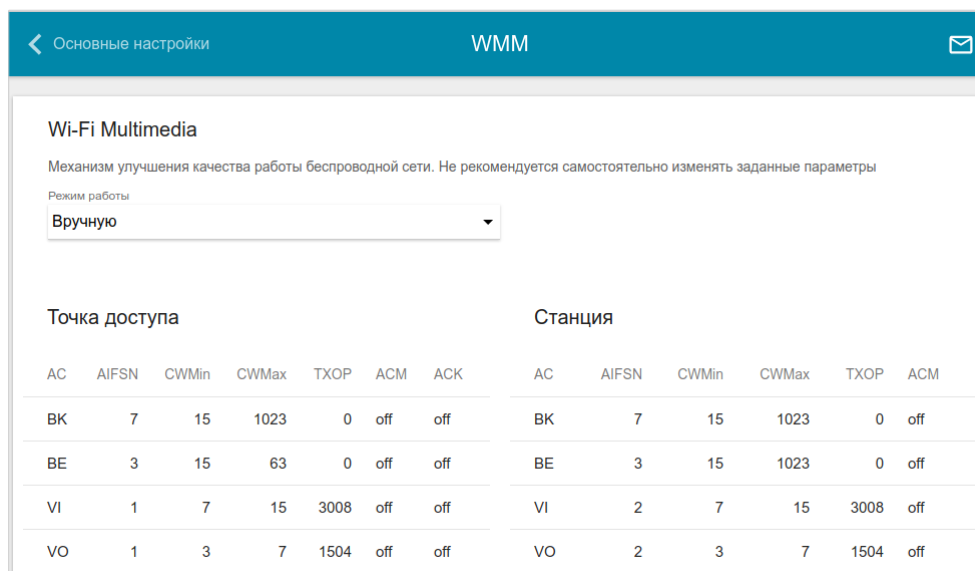 Основные настройки WMM
Wi-Fi Multimedia
Механизм улучшения качества работы беспроводной сети. Не рекомендуется самостоятельно изменять заданные параметры
Режим работы
Вручную
Точка доступа
AC AIFSN CWMin CWMax TXOP ACM ACK
BK 7 15 1023 0 off off
BE 3 15 63 0 off off
VI 1 7 15 3008 off off
VO 1 3 7 1504 off off
Станция
AC AIFSN CWMin CWMax TXOP ACM
BK 7 15 1023 0 off
BE 3 15 1023 0 off
VI 2 7 15 3008 off
VO 2 3 7 1504 off